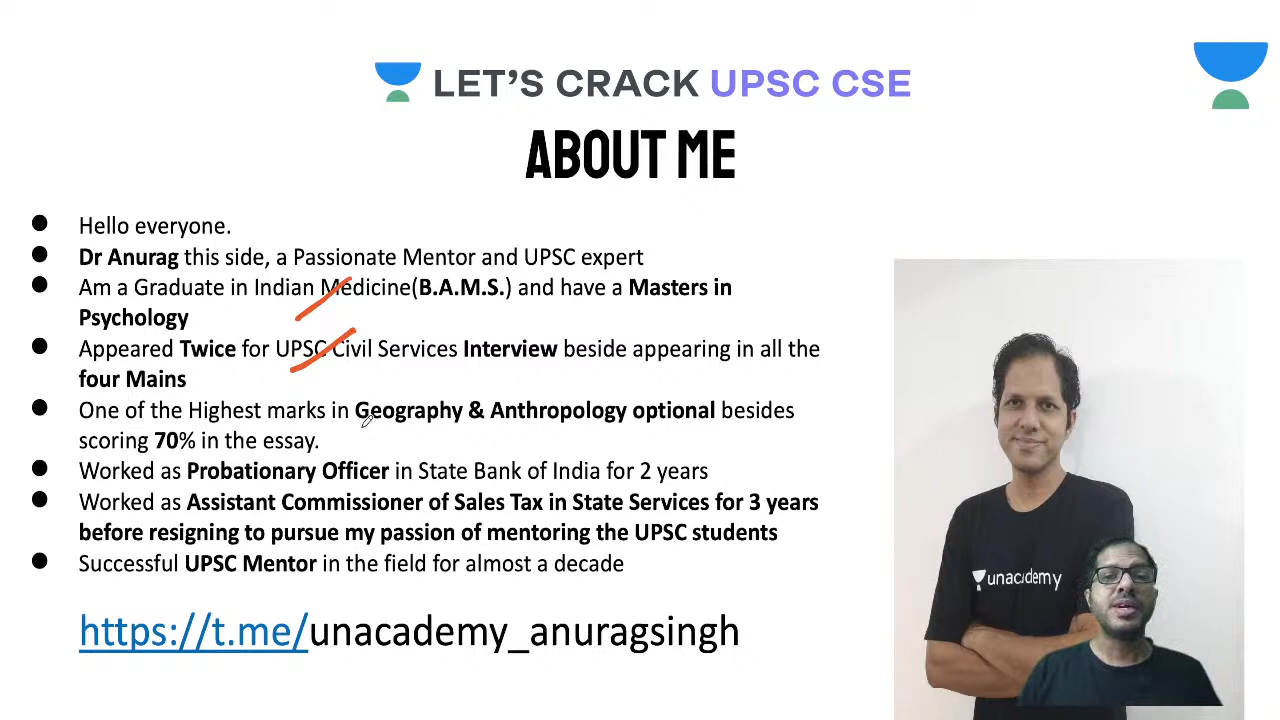 LET'S CRACK UPSC CSE
ABOUT ME
● Hello everyone.
● Dr Anurag this side, a Passionate Mentor and UPSC expert
● Am a Graduate in Indian Medicine(B.A.M.S.) and have a Masters in
Psychology
● Appeared Twice for UPSC Civil Services Interview beside appearing in all the
four Mains
● One of the Highest marks in Geography & Anthropology optional besides
scoring 70% in the essay.
● Worked as Probationary Officer in State Bank of India for 2 years
● Worked as Assistant Commissioner of Sales Tax in State Services for 3 years
before resigning to pursue my passion of mentoring the UPSC students
● Successful UPSC Mentor in the field for almost a decade
unacademy
https://t.me/unacademy_anuragsingh